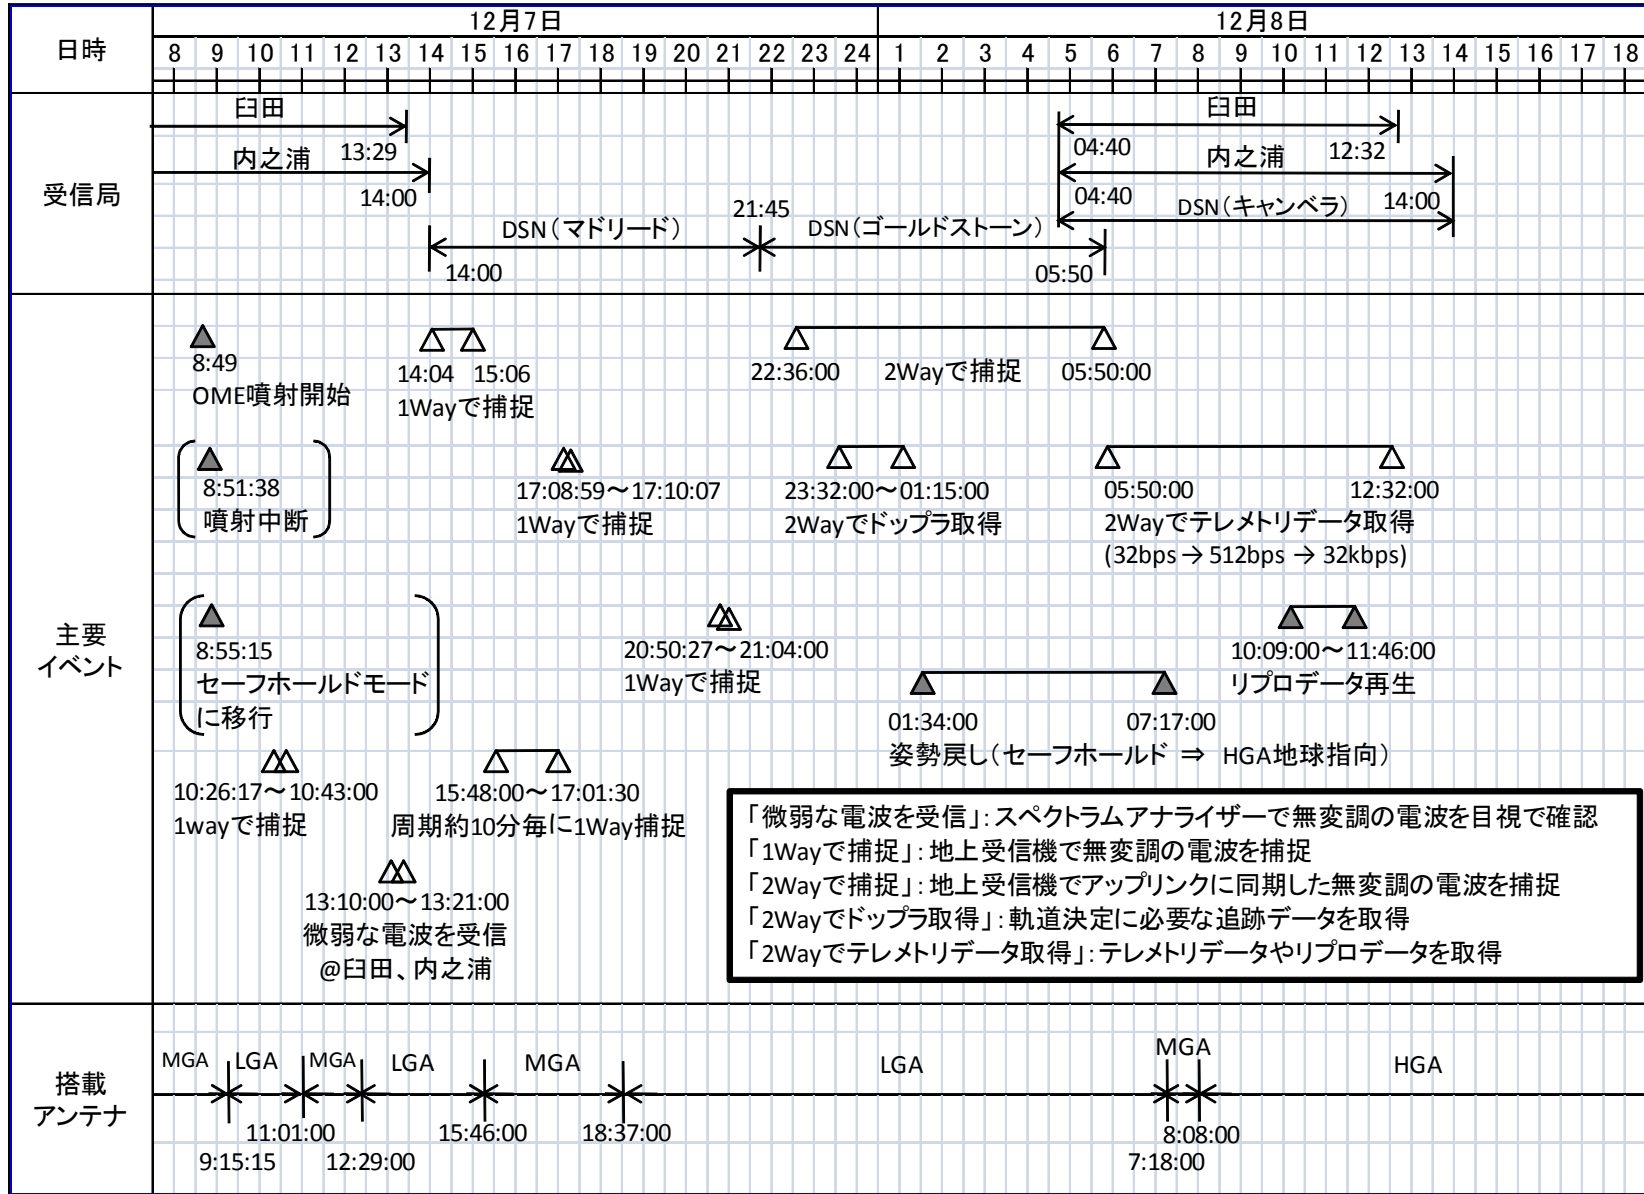 日時
12月7日
12月8日
8 9 10 11 12 13 14 15 16 17 18 19 20 21 22 23 24 1 2 3 4 5 6 7 8 9 10 11 12 13 14 15 16 17 18
受信局
臼田
13:29
内之浦
14:00
DSN(マドリード)
14:00
21:45
DSN(ゴールドストーン)
05:50
臼田
04:40
12:32
内之浦
04:40
14:00
DSN(キャンベラ)
主要
イベント
8:49
OME噴射開始
14:04 15:06
1Wayで捕捉
22:36:00 2Wayで捕捉 05:50:00
8:51:38
噴射中断
17:08:59～17:10:07
1Wayで捕捉
23:32:00～01:15:00
2Wayでドップラ取得
05:50:00 12:32:00
2Wayでテレメトリデータ取得
(32bps → 512bps → 32kbps)
8:55:15
セーフホールドモード
に移行
20:50:27～21:04:00
1Wayで捕捉
10:09:00～11:46:00
リプロデータ再生
01:34:00 07:17:00
姿勢戻し(セーフホールド ⇒ HGA地球指向)
10:26:17～10:43:00
1wayで捕捉
15:48:00～17:01:30
周期約10分毎に1Way捕捉
13:10:00～13:21:00
微弱な電波を受信
@臼田、内之浦
「微弱な電波を受信」：スペクトラムアナライザーで無変調の電波を目視で確認
「1Wayで捕捉」：地上受信機で無変調の電波を捕捉
「2Wayで捕捉」：地上受信機でアップリンクに同期した無変調の電波を捕捉
「2Wayでドップラ取得」：軌道決定に必要な追跡データを取得
「2Wayでテレメトリデータ取得」：テレメトリデータやリプロデータを取得
搭載
アンテナ
MGA LGA MGA LGA MGA LGA MGA HGA
11:01:00 15:46:00 18:37:00 8:08:00
9:15:15 12:29:00 7:18:00